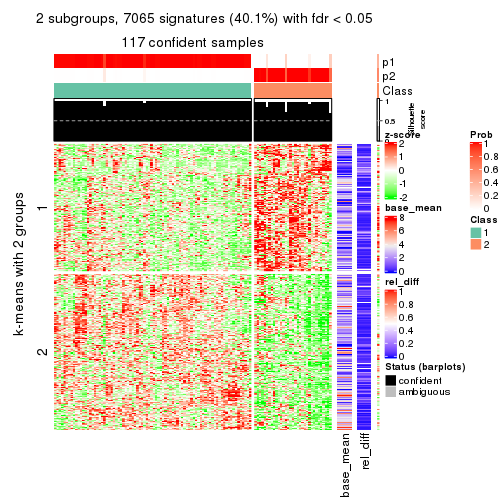 2 subgroups, 7065 signatures (40.1%) with fdr < 0.05
117 confident samples
p1
p2
Class
1
0.5
0
Silhouette
score
k-means with 2 groups
1
2
base_mean
rel_diff
z-score
2
1
0
-1
-2
base_mean
8
6
4
2
0
rel_diff
1
0.8
0.6
0.4
0.2
0
Status (barplots)
confident
ambiguous
Prob
1
0.8
0.6
0.4
0.2
0
Class
1
2